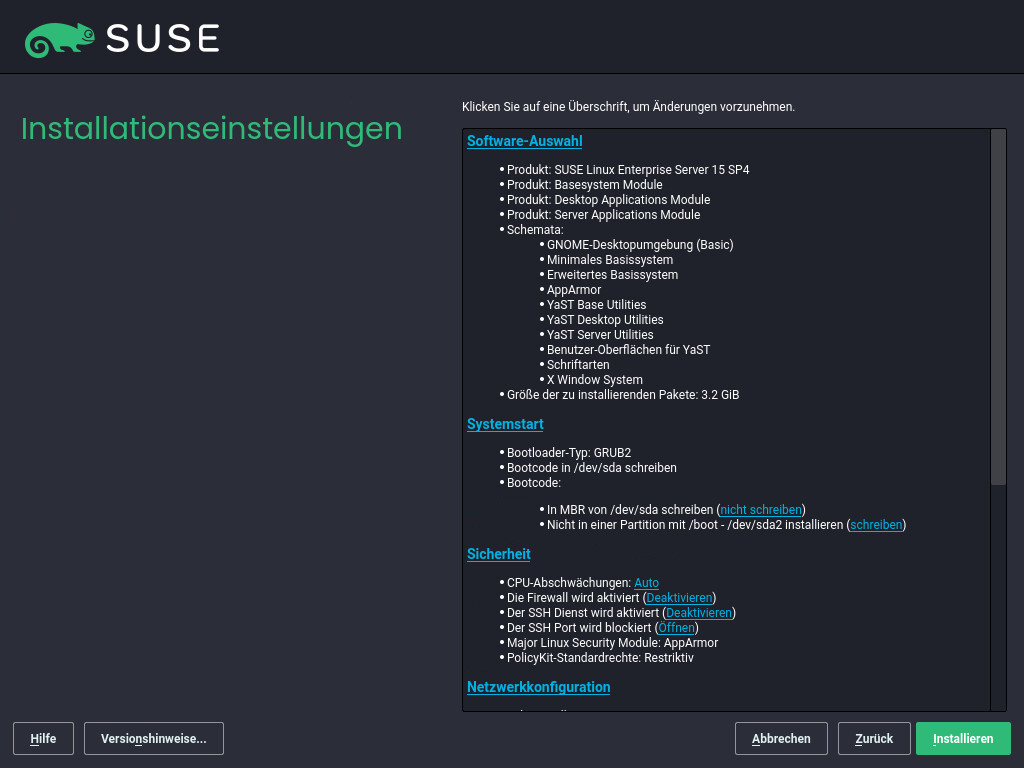 SUSE
Installationseinstellungen
Klicken Sie auf eine Überschrift, um Änderungen vorzunehmen.
Software-Auswahl
• Produkt: SUSE Linux Enterprise Server 15 SP4
• Produkt: Basesystem Module
• Produkt: Desktop Applications Module
• Produkt: Server Applications Module
• Schemata:
• GNOME-Desktopumgebung (Basic)
• Minimales Basissystem
• Erweitertes Basissystem
• AppArmor
• YaST Base Utilities
• YaST Desktop Utilities
• YaST Server Utilities
• Benutzer-Oberflächen für YaST
• Schriftarten
• X Window System
• Größe der zu installierenden Pakete: 3.2 GiB
Systemstart
• Bootloader-Typ: GRUB2
• Bootcode in /dev/sda schreiben
• Bootcode:
• In MBR von /dev/sda schreiben (nicht schreiben)
• Nicht in einer Partition mit /boot - /dev/sda2 installieren (schreiben)
Sicherheit
• CPU-Abschwächungen: Auto
• Die Firewall wird aktiviert (Deaktivieren)
• Der SSH Dienst wird aktiviert (Deaktivieren)
• Der SSH Port wird blockiert (Öffnen)
• Major Linux Security Module: AppArmor
• PolicyKit-Standardrechte: Restriktiv
Netzwerkkonfiguration
Hilfe
Versionshinweise...
Abbrechen
Zurück
Installieren